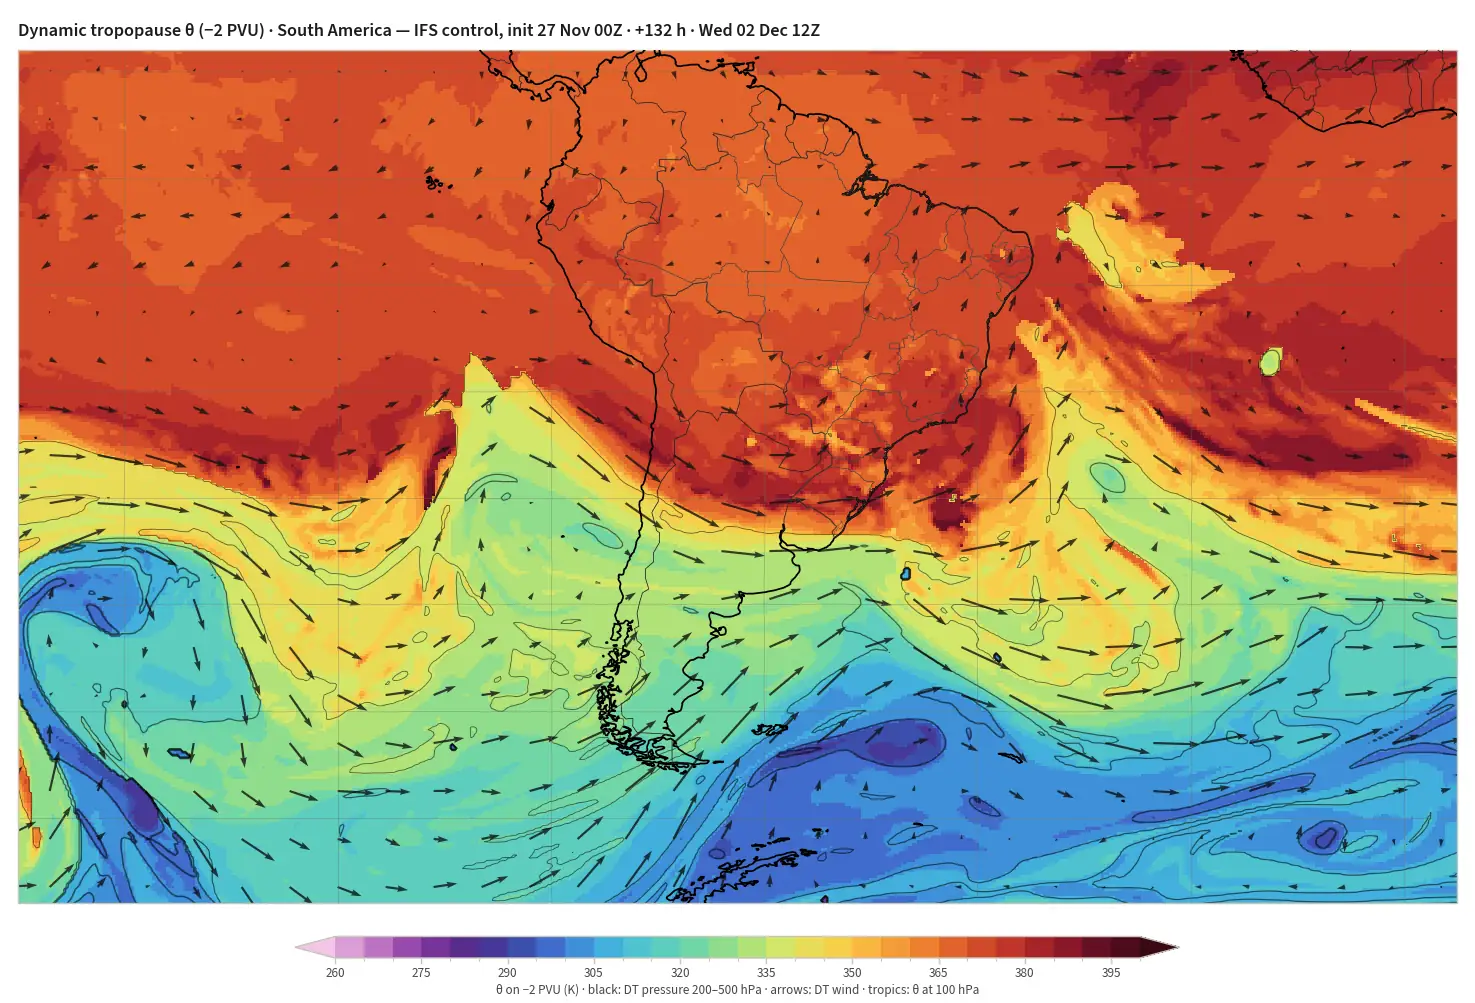 Dynamic tropopause θ (−2 PVU) · South America — IFS control, init 27 Nov 00Z · +132 h · Wed 02 Dec 12Z
260 275 290 305 320 335 350 365 380 395
θ on −2 PVU (K) · black: DT pressure 200–500 hPa · arrows: DT wind · tropics: θ at 100 hPa